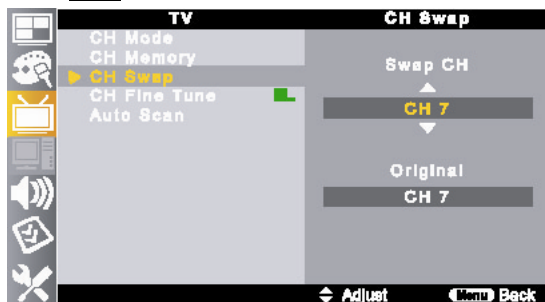 TV
CH Mode
CH Memory
CH Swap
CH Fine Tune
Auto Scan
CH Swap
Swap CH
CH 7
Original
CH 7
Adjust
Menu Back